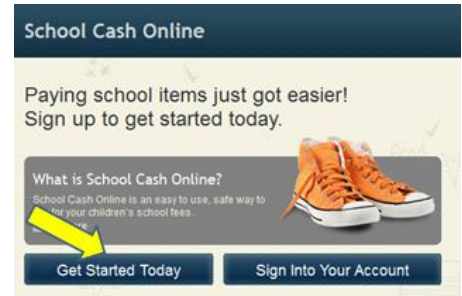 School Cash Online
Paying school items just got easier!
Sign up to get started today.
What is School Cash Online?
School Cash Online is an easy to use, safe way to
for your children's school fees.
Get Started Today
Sign Into Your Account